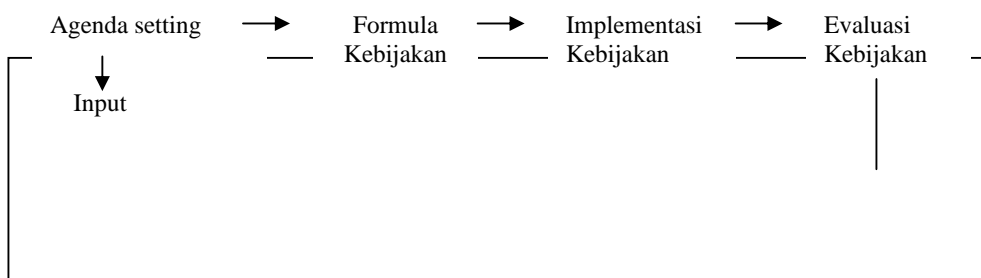 Agenda setting Formula Implementasi Evaluasi
Kebijakan Kebijakan Kebijakan
Input